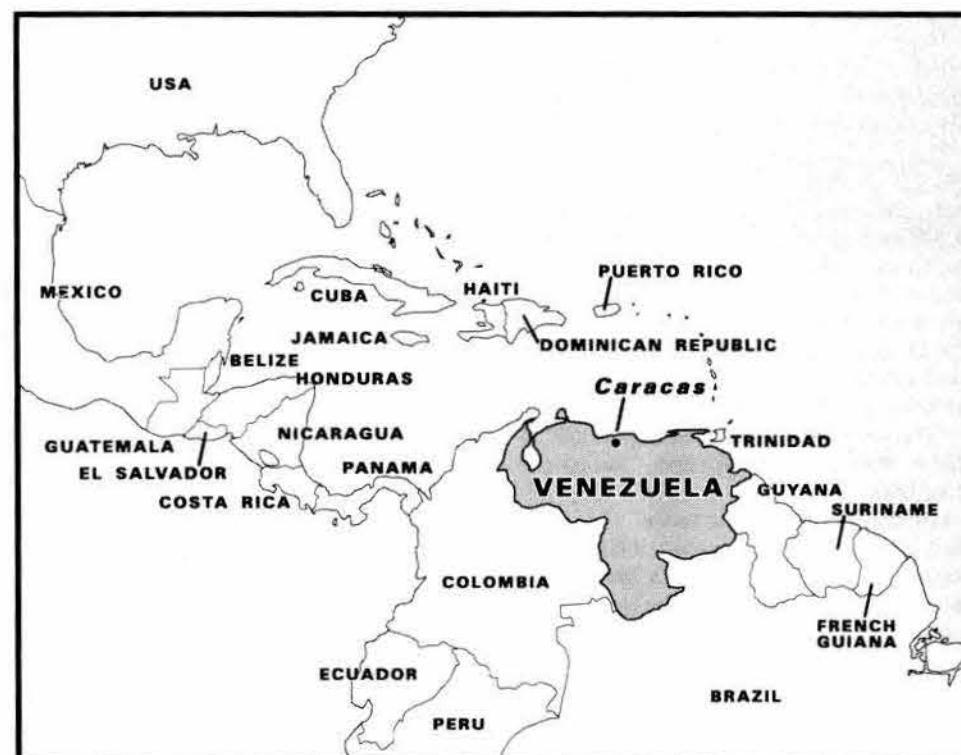 USA
PUERTO RICO
MEXICO
CUBA
HAITI
JAMAICA
DOMINICAN REPUBLIC
BELIZE
HONDURAS
Caracas
GUATEMALA
NICARAGUA
TRINIDAD
EL SALVADOR
PANAMA
COSTA RICA
VENEZUELA
GUYANA
SURINAME
COLOMBIA
FRENCH
GUIANA
ECUADOR
BRAZIL
PERU